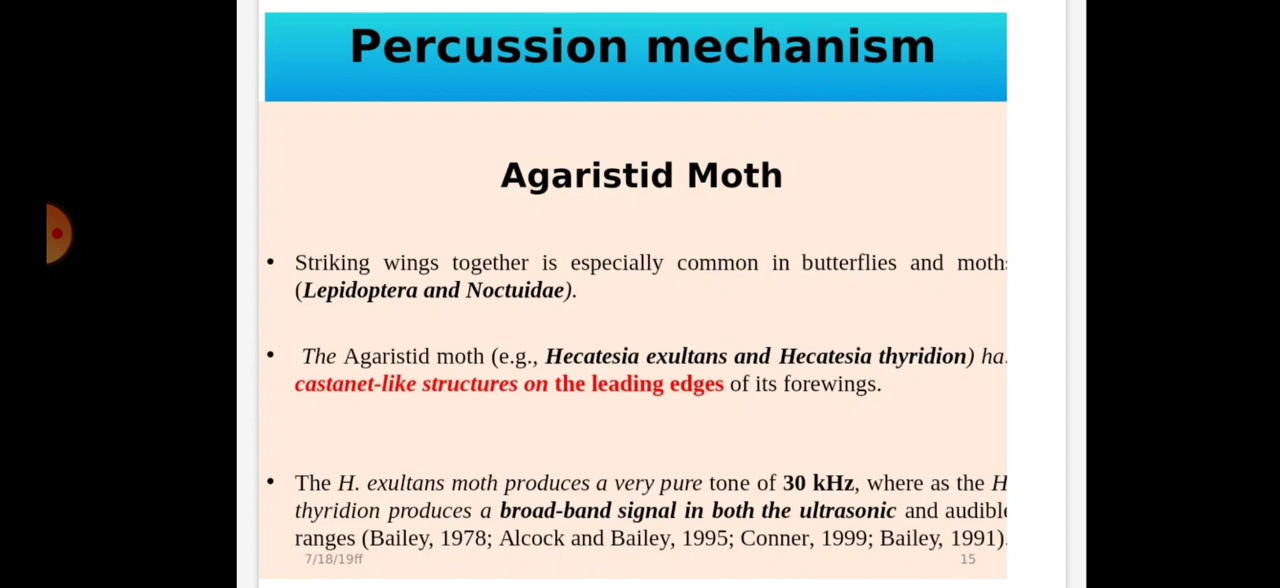 Percussion mechanism
Agaristid Moth
• Striking wings together is especially common in butterflies and moths
(Lepidoptera and Noctuidae).
• The Agaristid moth (e.g., Hecatesia exultans and Hecatesia thyridion) ha
castanet-like structures on the leading edges of its forewings.
• The H. exultans moth produces a very pure tone of 30 kHz, where as the H
thyridion produces a broad-band signal in both the ultrasonic and audible
ranges (Bailey, 1978; Alcock and Bailey, 1995; Conner, 1999; Bailey, 1991).
7/18/19ff 15